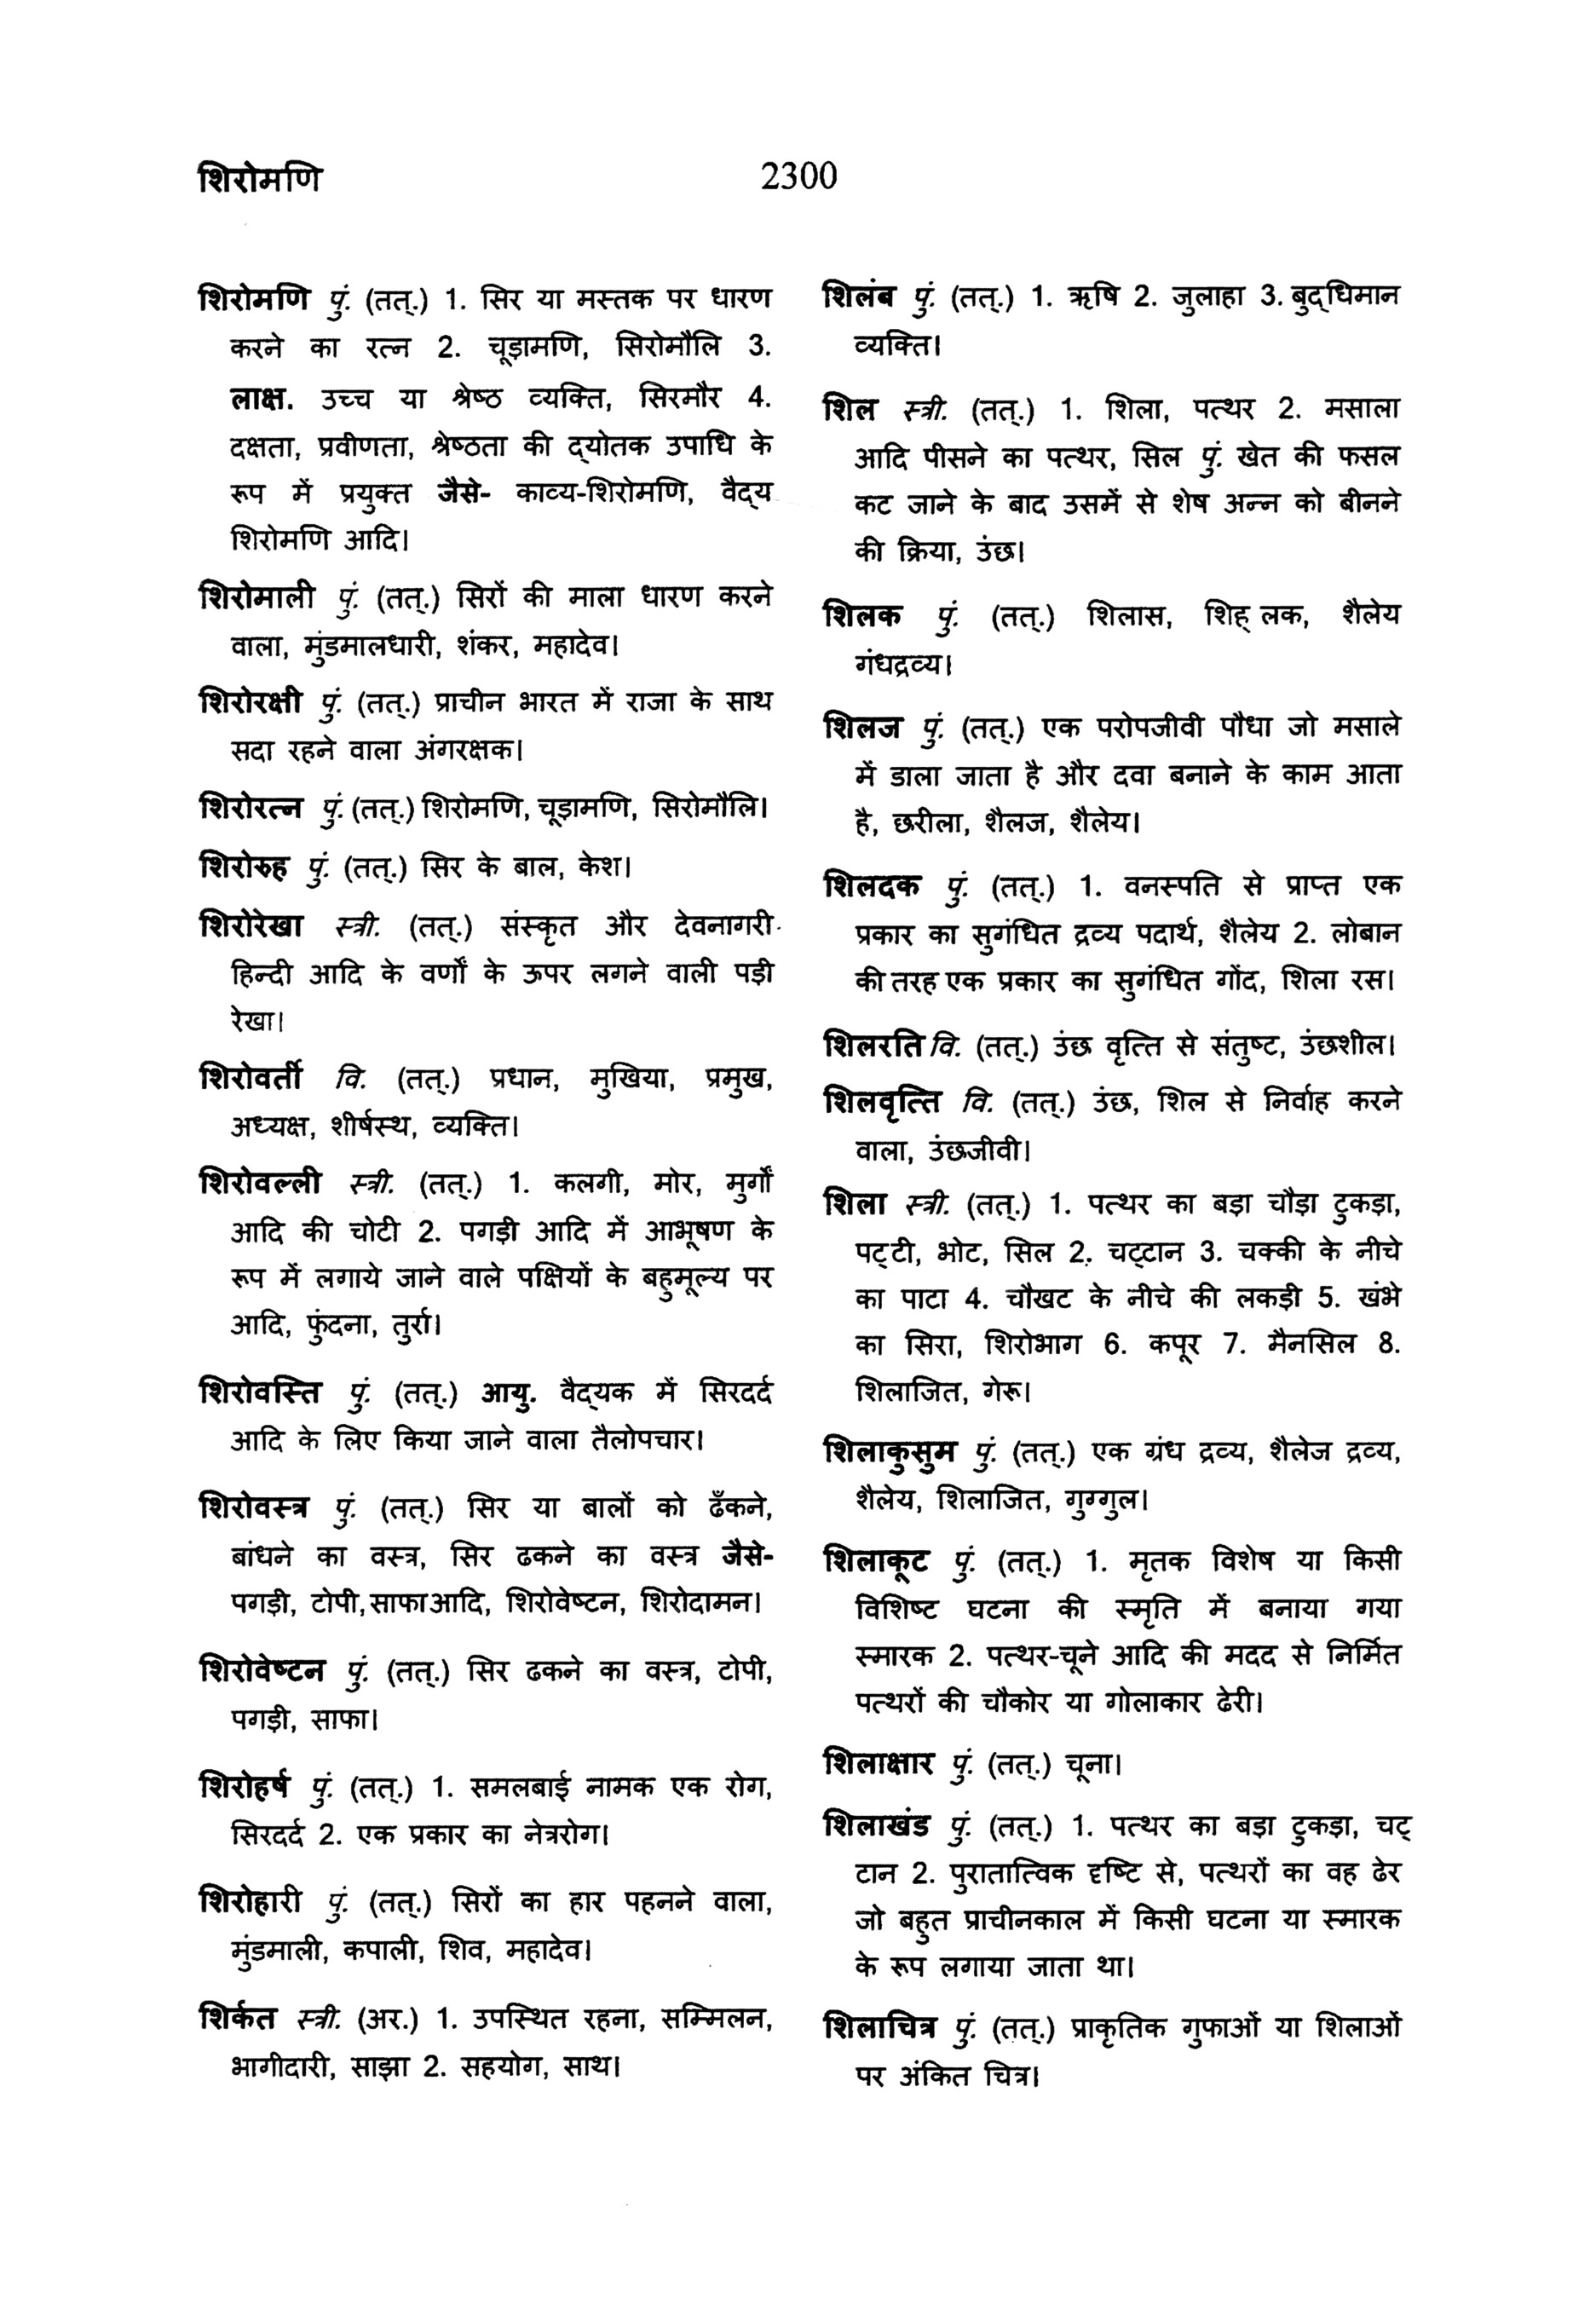 शिरोमणि
2300
शिरोमणि पुं. (तत्.) 1. सिर या मस्तक पर धारण
करने का रत्न 2. चूड़ामणि, सिरोमौलि 3.
लाक्ष. उच्च या श्रेष्ठ व्यक्ति, सिरमौर 4.
दक्षता, प्रवीणता, श्रेष्ठता की द्‌योतक उपाधि के
रूप में प्रयुक्त जैसे- काव्य-शिरोमणि, वैद्‌य
शिरोमणि आदि।
शिरोमाली पुं. (तत्.) सिरों की माला धारण करने
वाला, मुंडमालधारी, शंकर, महादेव।
शिरोरक्षी पुं. (तत्.) प्राचीन भारत में राजा के साथ
सदा रहने वाला अंगरक्षक।
शिरोरत्न पुं. (तत्.) शिरोमणि, चूड़ामणि, सिरोमौलि।
शिरोरुह पुं. (तत्.) सिर के बाल, केश।
शिरोरेखा स्त्री. (तत्.) संस्कृत और देवनागरी
हिन्दी आदि के वर्णों के ऊपर लगने वाली पड़ी
रेखा।
शिरोवर्ती वि. (तत्.) प्रधान, मुखिया, प्रमुख,
अध्यक्ष, शीर्षस्थ, व्यक्ति।
शिरोवल्ली स्त्री. (तत्.) 1. कलगी, मोर, मुर्गों
आदि की चोटी 2. पगड़ी आदि में आभूषण के
रूप में लगाये जाने वाले पक्षियों के बहुमूल्य पर
आदि, फुंदना, तुर्रा।
शिरोवस्ति पुं. (तत्.) आयु. वैद्‌यक में सिरदर्द
आदि के लिए किया जाने वाला तैलोपचार।
शिरोवस्त्र पुं. (तत्.) सिर या बालों को ढँकने,
बांधने का वस्त्र, सिर ढकने का वस्त्र जैसे-
पगड़ी, टोपी, साफा आदि, शिरोवेष्टन, शिरोदामन।
शिरोवेष्टन पुं. (तत्.) सिर ढकने का वस्त्र, टोपी,
पगड़ी, साफा।
शिरोहर्ष पुं. (तत्.) 1. समलबाई नामक एक रोग,
सिरदर्द 2. एक प्रकार का नेत्ररोग।
शिरोहारी पुं. (तत्.) सिरों का हार पहनने वाला,
मुंडमाली, कपाली, शिव, महादेव।
शिर्कत स्त्री. (अर.) 1. उपस्थित रहना, सम्मिलन,
भागीदारी, साझा 2. सहयोग, साथ।
शिलंब पुं. (तत्.) 1. ऋषि 2. जुलाहा 3. बुद्‌धिमान
व्यक्ति।
शिल स्त्री. (तत्.) 1. शिला, पत्थर 2. मसाला
आदि पीसने का पत्थर, सिल पुं. खेत की फसल
कट जाने के बाद उसमें से शेष अन्न को बीनने
की क्रिया, उंछ।
शिलक पुं. (तत्.) शिलास, शिह् लक, शैलेय
गंधद्रव्य।
शिलज पुं. (तत्.) एक परोपजीवी पौधा जो मसाले
में डाला जाता है और दवा बनाने के काम आता
है, छरीला, शैलज, शैलेय।
शिलदक पुं. (तत्.) 1. वनस्पति से प्राप्त एक
प्रकार का सुगंधित द्रव्य पदार्थ, शैलेय 2. लोबान
की तरह एक प्रकार का सुगंधित गोंद, शिला रस।
शिलरति वि. (तत्.) उंछ वृत्ति से संतुष्ट, उंछशील।
शिलवृत्ति वि. (तत्.) उंछ, शिल से निर्वाह करने
वाला, उंछजीवी।
शिला स्त्री. (तत्.) 1. पत्थर का बड़ा चौड़ा टुकड़ा,
पट्‌टी, भोट, सिल 2. चट्‌टान 3. चक्की के नीचे
का पाटा 4. चौखट के नीचे की लकड़ी 5. खंभे
का सिरा, शिरोभाग 6. कपूर 7. मैनसिल 8.
शिलाजित, गेरू।
शिलाकुसुम पुं. (तत्.) एक ग्रंध द्रव्य, शैलेज द्रव्य,
शैलेय, शिलाजित, गुग्गुल।
शिलाकूट पुं. (तत्.) 1. मृतक विशेष या किसी
विशिष्ट घटना की स्मृति में बनाया गया
स्मारक 2. पत्थर-चूने आदि की मदद से निर्मित
पत्थरों की चौकोर या गोलाकार ढेरी।
शिलाक्षार पुं. (तत्.) चूना।
शिलाखंड पुं. (तत्.) 1. पत्थर का बड़ा टुकड़ा, चट्
टान 2. पुरातात्विक दृष्टि से, पत्थरों का वह ढेर
जो बहुत प्राचीनकाल में किसी घटना या स्मारक
के रूप लगाया जाता था।
शिलाचित्र पुं. (तत्.) प्राकृतिक गुफाओं या शिलाओं
पर अंकित चित्र।